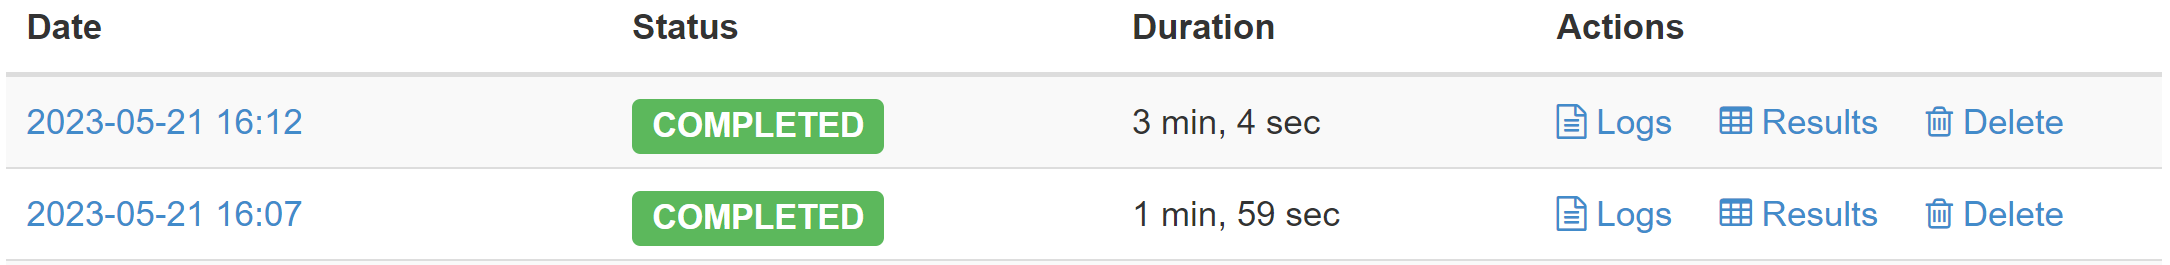 Date Status Duration Actions
2023-05-21 16:12 COMPLETED 3 min, 4 sec Logs Results Delete
2023-05-21 16:07 COMPLETED 1 min, 59 sec Logs Results Delete